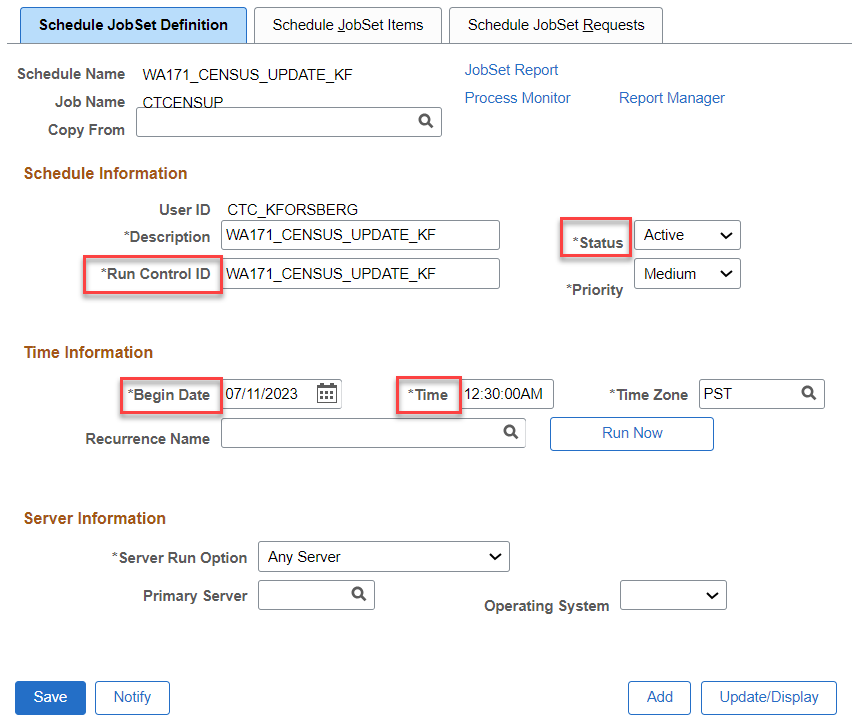 Schedule JobSet Definition Schedule JobSet Items Schedule JobSet Requests
Schedule Name WA171_CENSUS_UPDATE_KF JobSet Report
Job Name CTCENSUP Process Monitor Report Manager
Copy From
Schedule Information
User ID CTC_KFORSBERG
*Description WA171_CENSUS_UPDATE_KF *Status Active
*Run Control ID WA171_CENSUS_UPDATE_KF *Priority Medium
Time Information
*Begin Date 07/11/2023 *Time 12:30:00AM *Time Zone PST
Recurrence Name Run Now
Server Information
*Server Run Option Any Server
Primary Server Operating System
Save Notify Add Update/Display